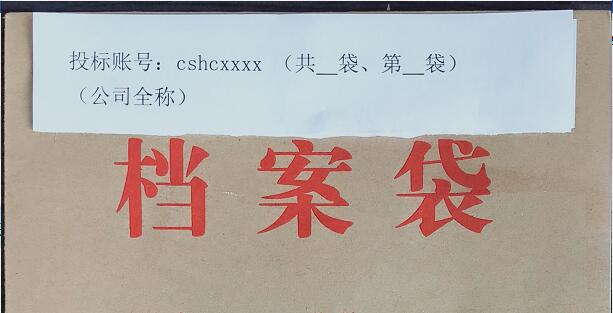 投标账号：cshcxxxx （共__袋、第__袋）
（公司全称）
档案袋